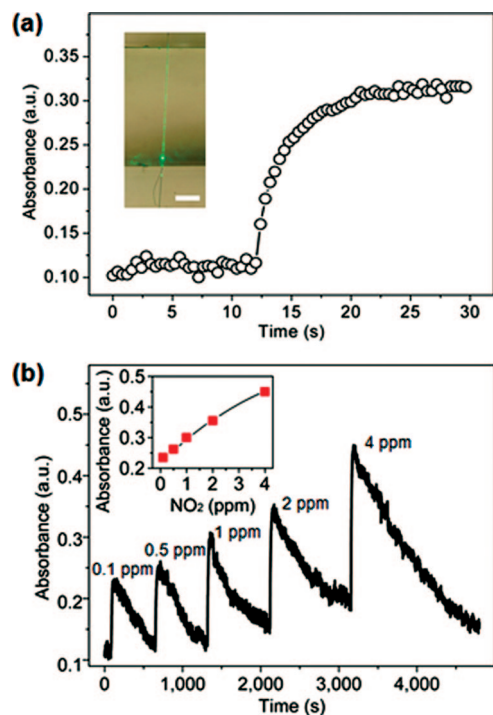 (a)
0.35
0.30
0.25
0.20
0.15
0.10
Absorbance (a.u.)
0 5 10 15 20 25 30
Time (s)
(b)
0.5
0.4
0.3
0.2
Absorbance (a.u.)
0 1 2 3 4
NO₂ (ppm)
0.5
0.4
0.3
0.2
0.1
Absorbance (a.u.)
0.1 ppm
0.5 ppm
1 ppm
2 ppm
4 ppm
0 1,000 2,000 3,000 4,000
Time (s)